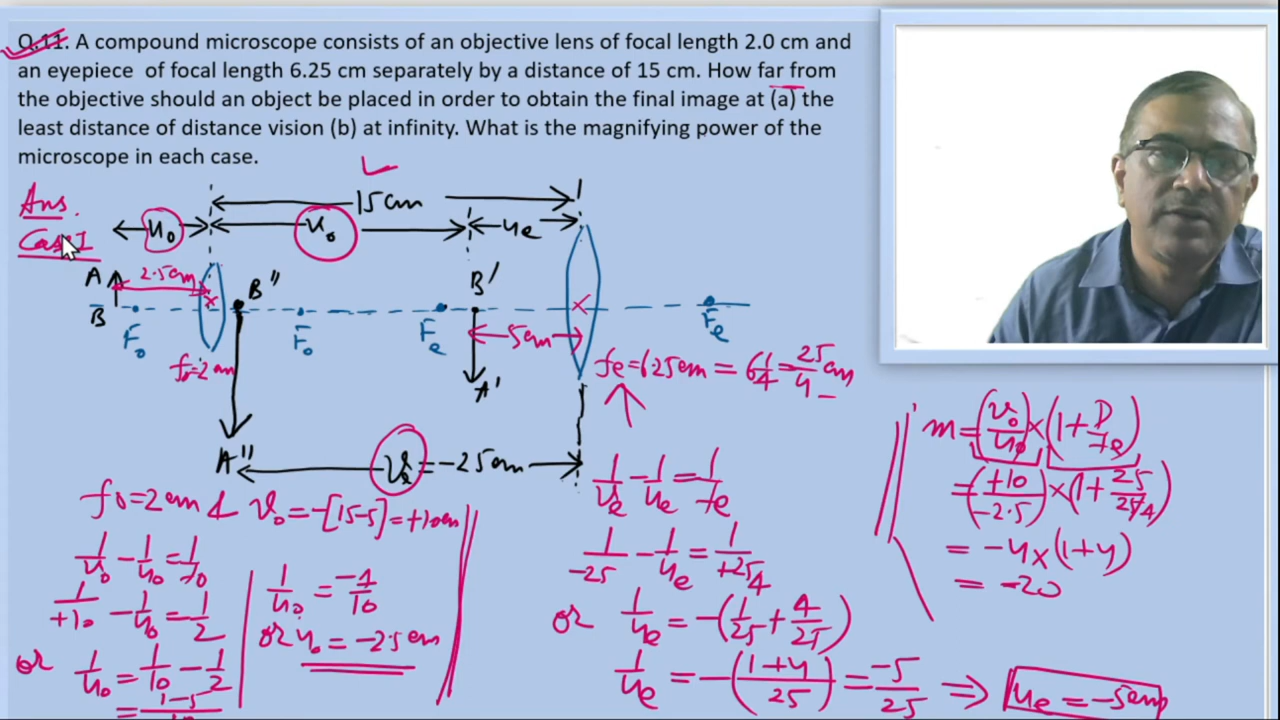 Q.11. A compound microscope consists of an objective lens of focal length 2.0 cm and
an eyepiece of focal length 6.25 cm separately by a distance of 15 cm. How far from
the objective should an object be placed in order to obtain the final image at (a) the
least distance of distance vision (b) at infinity. What is the magnifying power of the
microscope in each case.
Ans.
Case I
15cm
u₀
v₀
uₑ
A
B
2.5cm
B''
B'
F₀
F₀
Fₑ
Fₑ
5cm
f₀=2cm
A'
fₑ=6.25cm = 6 1/4 = 25/4 cm
A''
vₑ = -25cm
f₀=2cm & v₀=-[15-5]=+10cm
1/v₀ - 1/u₀ = 1/f₀
1/+10 - 1/u₀ = 1/2
or 1/u₀ = 1/10 - 1/2
= 1-5/10
1/u₀ = -4/10
or u₀ = -2.5cm
1/vₑ - 1/uₑ = 1/fₑ
1/-25 - 1/uₑ = 1/+25/4
or 1/uₑ = -(1/25 + 4/25)
1/uₑ = -(1+4/25) = -5/25 ⇒ uₑ = -5cm
m = (v₀/u₀) × (1 + D/fₑ)
= (+10/-2.5) × (1 + 25/25/4)
= -4 × (1+4)
= -20